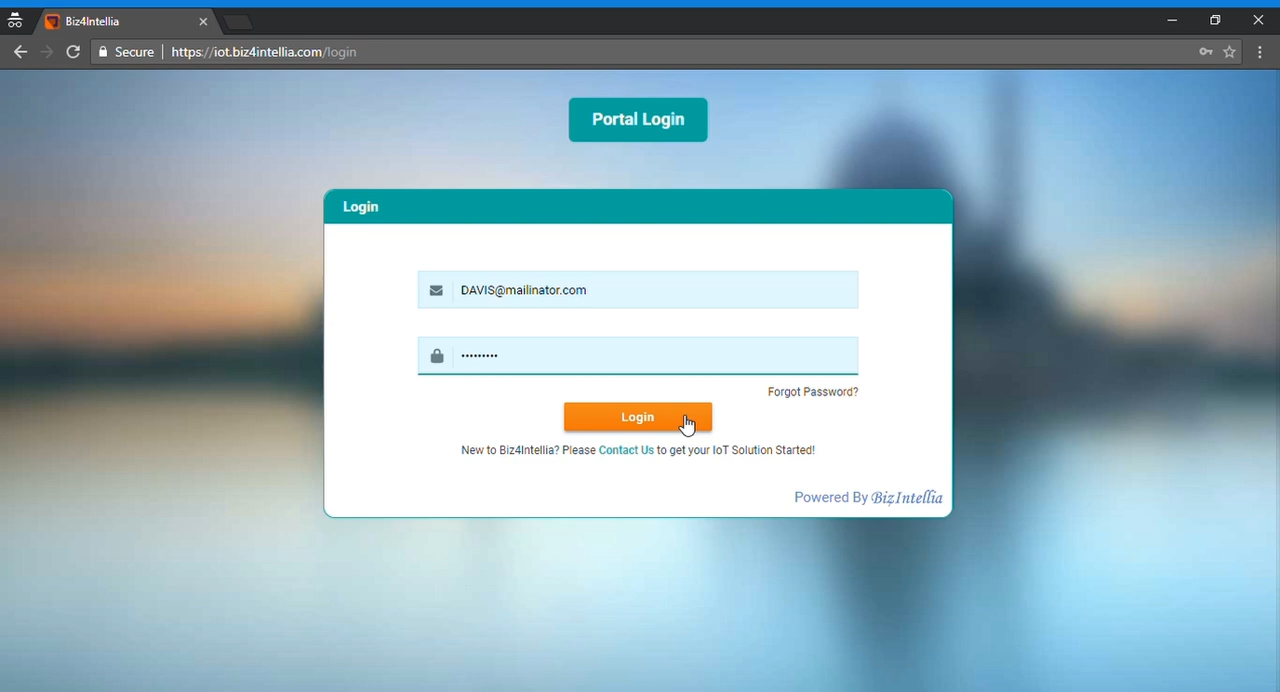 Biz4Intellia
Secure https://iot.biz4intellia.com/login
Portal Login
Login
DAVIS@mailinator.com
•••••••••
Forgot Password?
Login
New to Biz4Intellia? Please Contact Us to get your IoT Solution Started!
Powered By BizIntellia